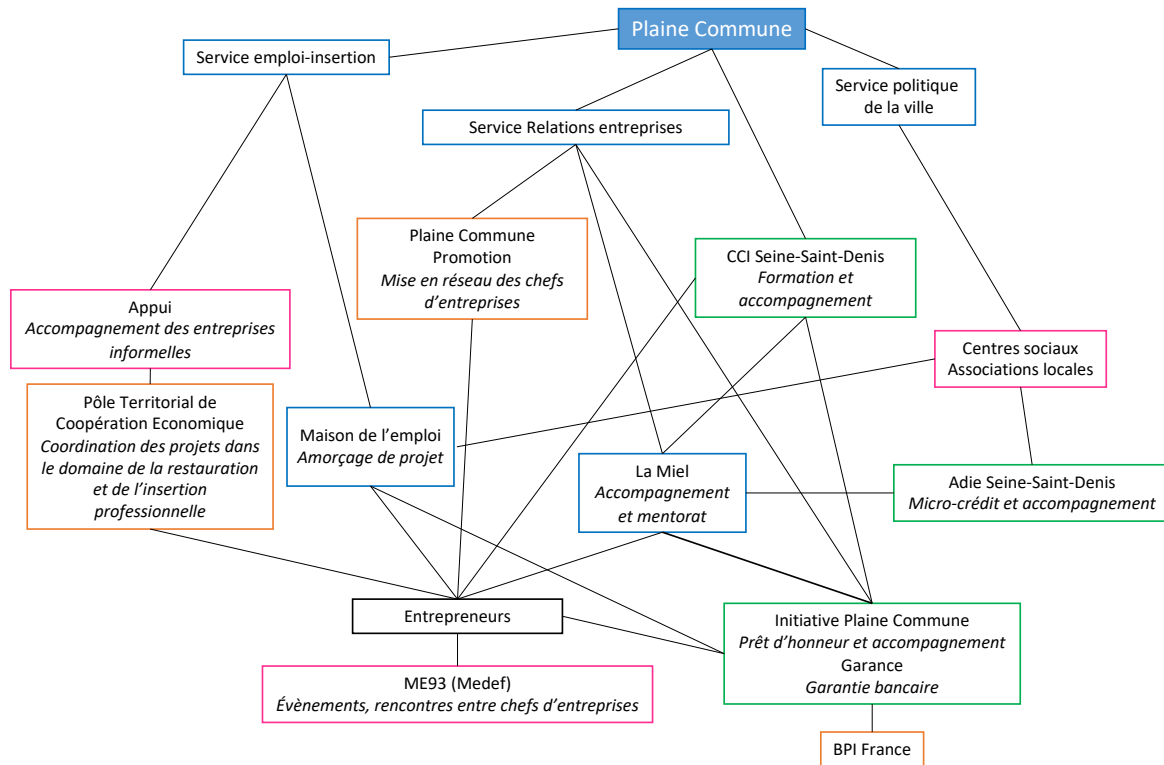 Plaine Commune
Service emploi-insertion
Service politique
de la ville
Service Relations entreprises
Plaine Commune
Promotion
Mise en réseau des chefs
d’entreprises
CCI Seine-Saint-Denis
Formation et
accompagnement
Appui
Accompagnement des entreprises
informelles
Centres sociaux
Associations locales
Pôle Territorial de
Coopération Economique
Coordination des projets dans
le domaine de la restauration
et de l’insertion
professionnelle
Maison de l’emploi
Amorçage de projet
La Miel
Accompagnement
et mentorat
Adie Seine-Saint-Denis
Micro-crédit et accompagnement
Entrepreneurs
Initiative Plaine Commune
Prêt d’honneur et accompagnement
Garance
Garantie bancaire
ME93 (Medef)
Évènements, rencontres entre chefs d’entreprises
BPI France